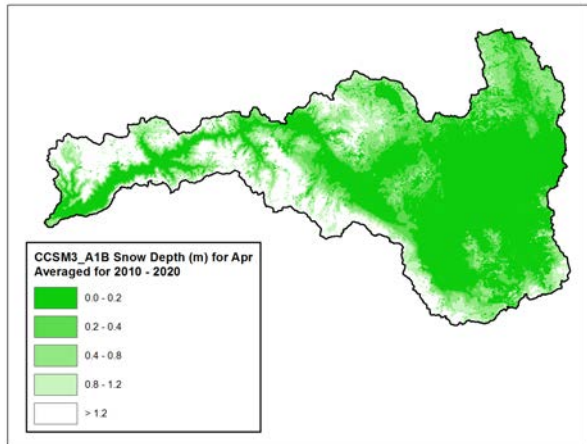 CCSM3_A1B Snow Depth (m) for Apr
Averaged for 2010 - 2020
0.0 - 0.2
0.2 - 0.4
0.4 - 0.8
0.8 - 1.2
> 1.2